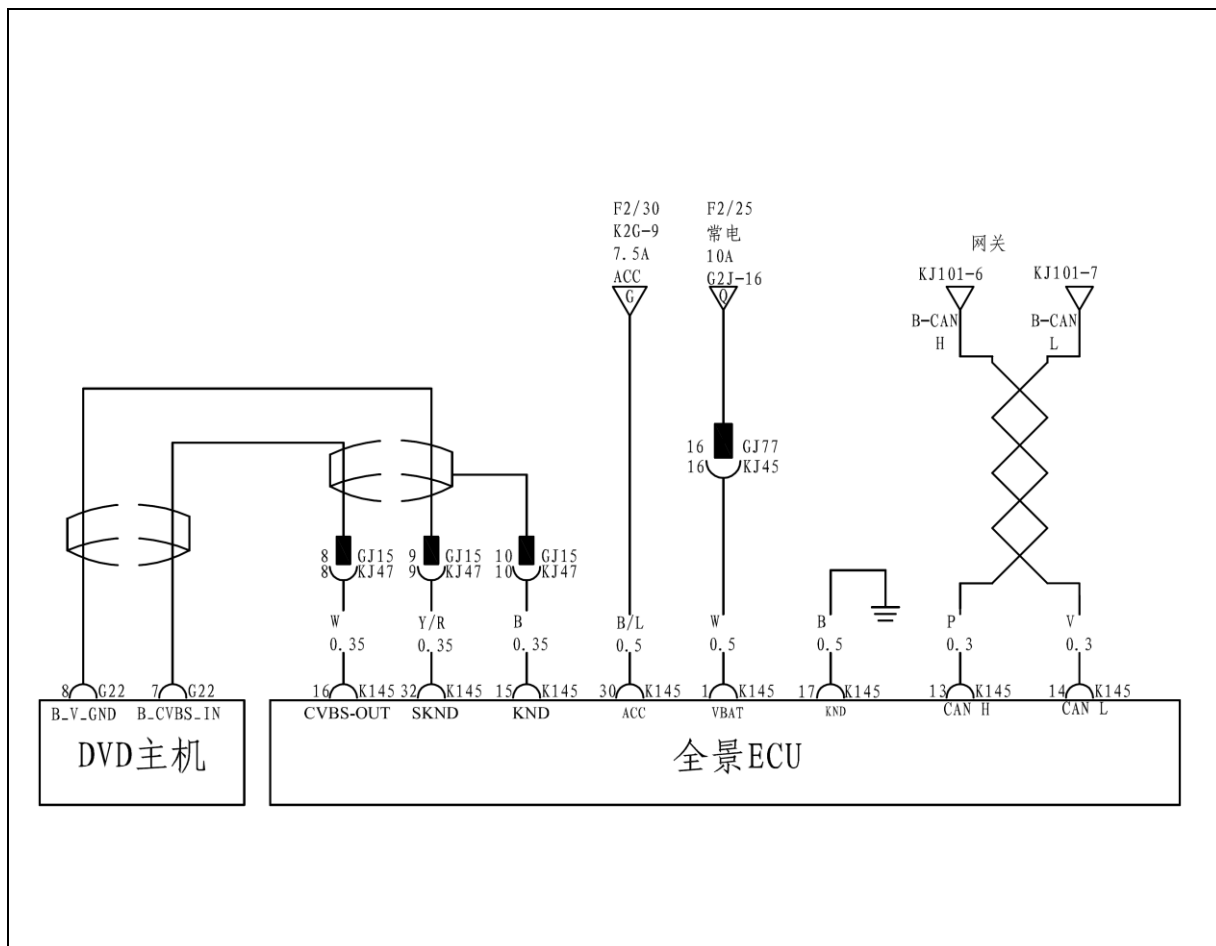 F2/30
K2G-9
7.5A
ACC
G
F2/25
常电
10A
G2J-16
Q
网关
KJ101-6
KJ101-7
B-CAN
H
B-CAN
L
16 GJ77
16 KJ45
8 GJ15
8 KJ47
9 GJ15
9 KJ47
10 GJ15
10 KJ47
W
0.35
Y/R
0.35
B
0.35
B/L
0.5
W
0.5
B
0.5
P
0.3
V
0.3
8 G22
7 G22
16 K145
32 K145
15 K145
30 K145
1 K145
17 K145
13 K145
14 K145
B_V_GND
B_CVBS_IN
CVBS-OUT
SKND
KND
ACC
VBAT
KND
CAN H
CAN L
DVD主机
全景ECU